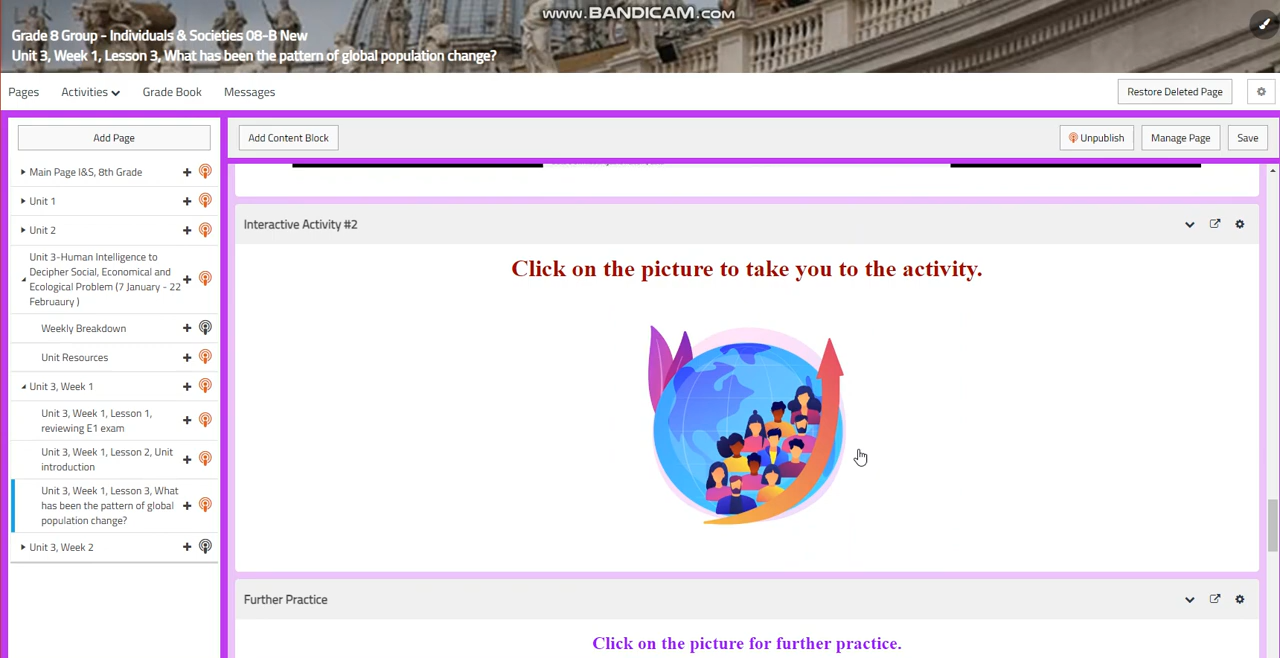 www.BANDICAM.com
Grade 8 Group - Individuals & Societies 08-B New
Unit 3, Week 1, Lesson 3, What has been the pattern of global population change?
Pages
Activities
Grade Book
Messages
Restore Deleted Page
Add Page
Add Content Block
Unpublish
Manage Page
Save
Main Page I&S, 8th Grade
Unit 1
Unit 2
Unit 3-Human Intelligence to
Decipher Social, Economical and
Ecological Problem (7 January - 22
Februaury )
Weekly Breakdown
Unit Resources
Unit 3, Week 1
Unit 3, Week 1, Lesson 1,
reviewing E1 exam
Unit 3, Week 1, Lesson 2, Unit
introduction
Unit 3, Week 1, Lesson 3, What
has been the pattern of global
population change?
Unit 3, Week 2
Interactive Activity #2
Click on the picture to take you to the activity.
Further Practice
Click on the picture for further practice.